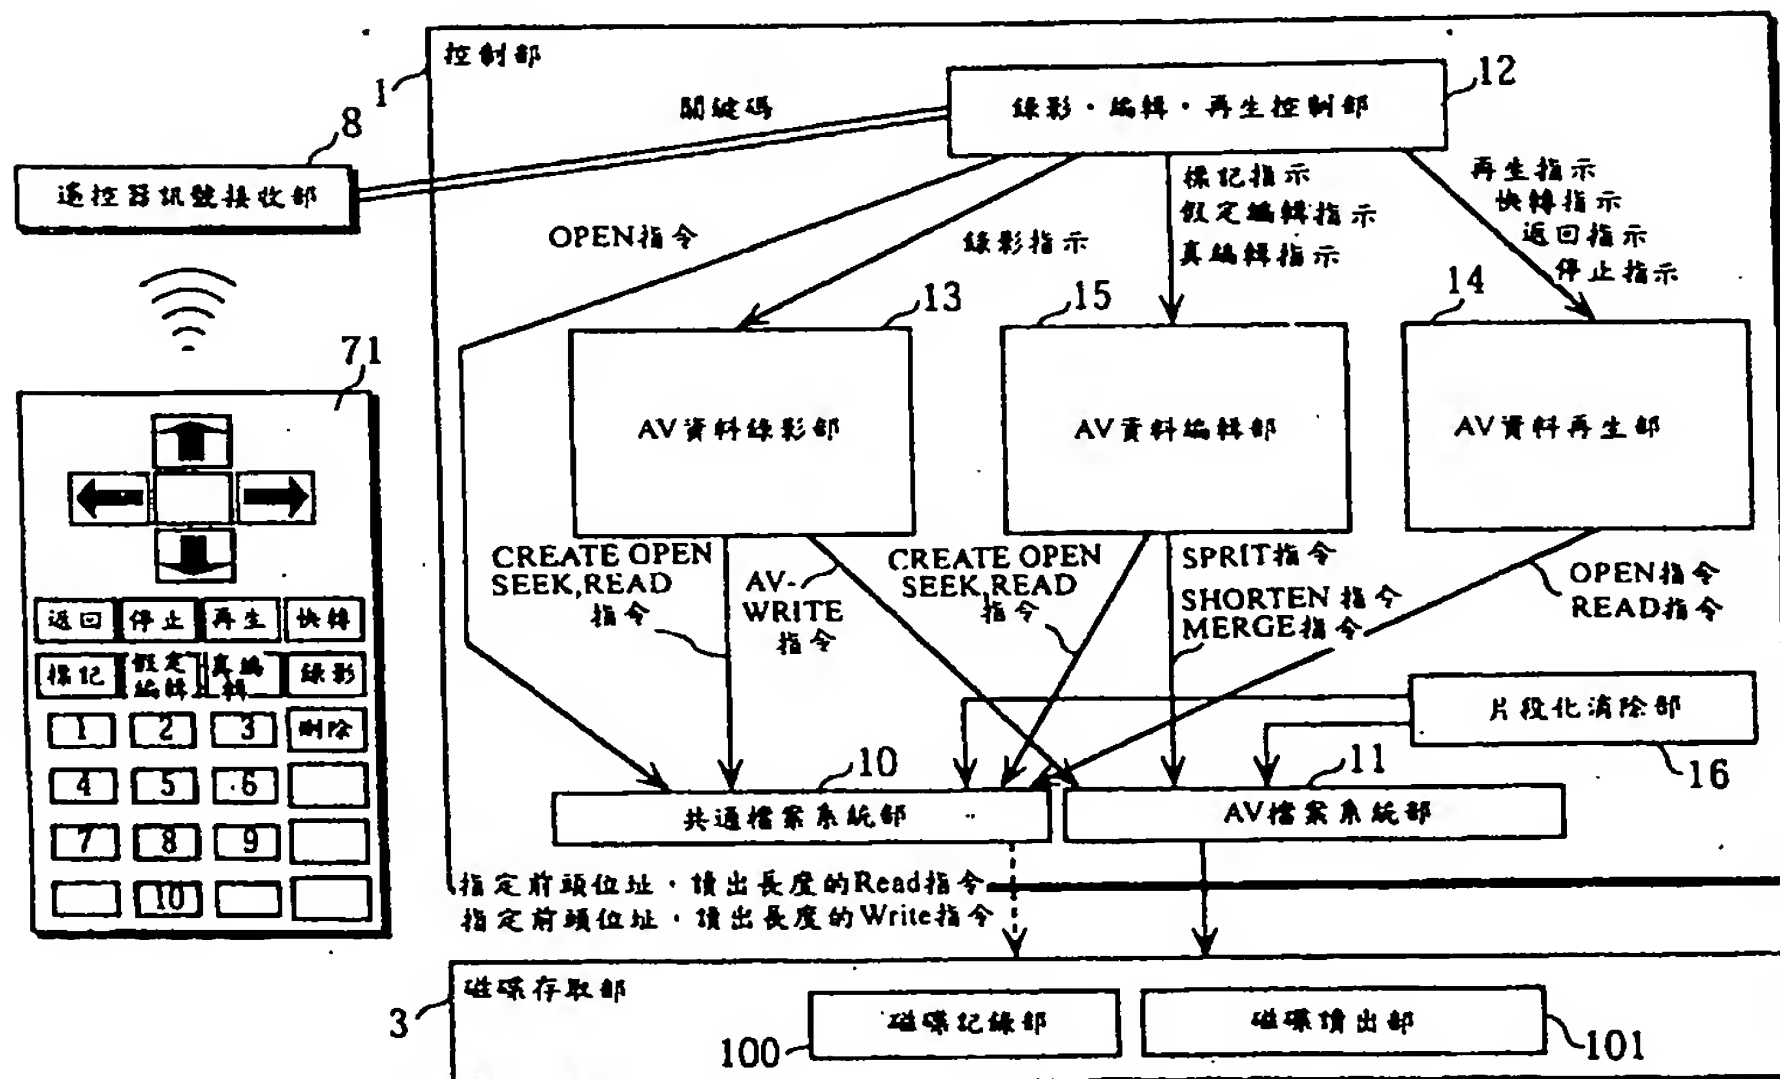 控制部
1
12
錄影・編輯・再生控制部
關鍵碼
8
遙控器訊號接收部
OPEN指令
錄影指示
標記指示
假定編輯指示
真編輯指示
再生指示
快轉指示
返回指示
停止指示
13
15
14
AV資料錄影部
AV資料編輯部
AV資料再生部
71
返回
停止
再生
快轉
標記
假定
編輯
真編
輯
錄影
1
2
3
刪除
4
5
6
7
8
9
10
CREATE OPEN
SEEK,READ
指令
AV-
WRITE
指令
CREATE OPEN
SEEK,READ
指令
SPRIT指令
SHORTEN 指令
MERGE指令
OPEN指令
READ指令
片段化消除部
16
10
11
共通檔案系統部
AV檔案系統部
指定前頭位址・讀出長度的Read指令
指定前頭位址・讀出長度的Write指令
磁碟存取部
3
磁碟記錄部
磁碟讀出部
100
101